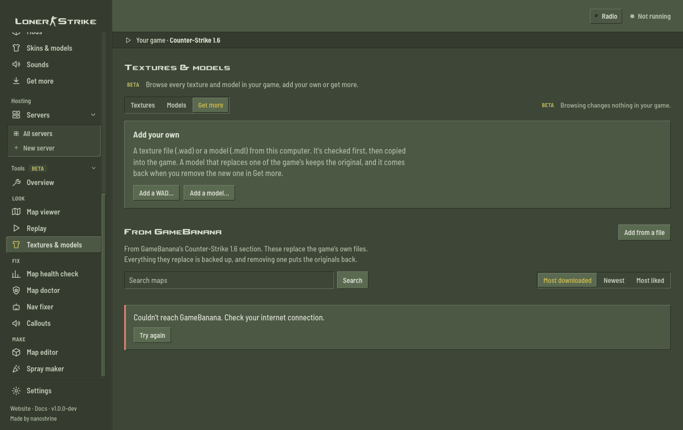 LONERSTRIKE
Skins & models
Sounds
Get more
Hosting
Servers
All servers
New server
Tools BETA
Overview
LOOK
Map viewer
Replay
Textures & models
FIX
Map health check
Map doctor
Nav fixer
Callouts
MAKE
Map editor
Spray maker
Settings
Website · Docs · v1.0.0-dev
Made by nanoshrine
Radio
Not running
Your game · Counter-Strike 1.6
TEXTURES & MODELS
BETA Browse every texture and model in your game, add your own or get more.
Textures Models Get more
BETA Browsing changes nothing in your game.
Add your own
A texture file (.wad) or a model (.mdl) from this computer. It's checked first, then copied
into the game. A model that replaces one of the game's keeps the original, and it comes
back when you remove the new one in Get more.
Add a WAD... Add a model...
FROM GAMEBANANA
Add from a file
From GameBanana's Counter-Strike 1.6 section. These replace the game's own files.
Everything they replace is backed up, and removing one puts the originals back.
Search maps
Search
Most downloaded Newest Most liked
Couldn't reach GameBanana. Check your internet connection.
Try again